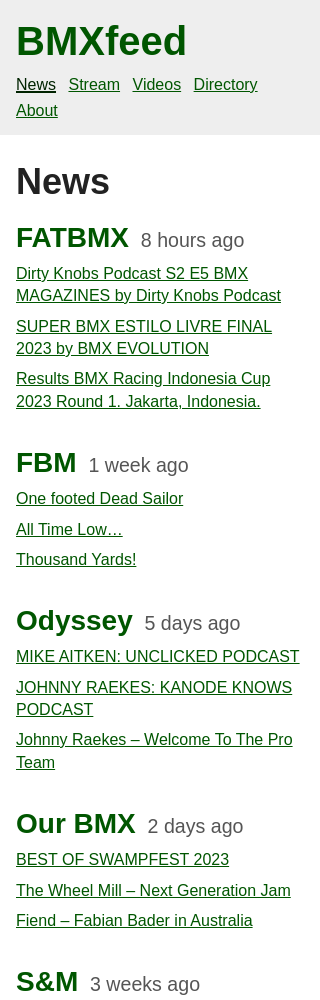 BMXfeed
News Stream Videos Directory
About
News
FATBMX 8 hours ago
Dirty Knobs Podcast S2 E5 BMX
MAGAZINES by Dirty Knobs Podcast
SUPER BMX ESTILO LIVRE FINAL
2023 by BMX EVOLUTION
Results BMX Racing Indonesia Cup
2023 Round 1. Jakarta, Indonesia.
FBM 1 week ago
One footed Dead Sailor
All Time Low…
Thousand Yards!
Odyssey 5 days ago
MIKE AITKEN: UNCLICKED PODCAST
JOHNNY RAEKES: KANODE KNOWS
PODCAST
Johnny Raekes – Welcome To The Pro
Team
Our BMX 2 days ago
BEST OF SWAMPFEST 2023
The Wheel Mill – Next Generation Jam
Fiend – Fabian Bader in Australia
S&M 3 weeks ago